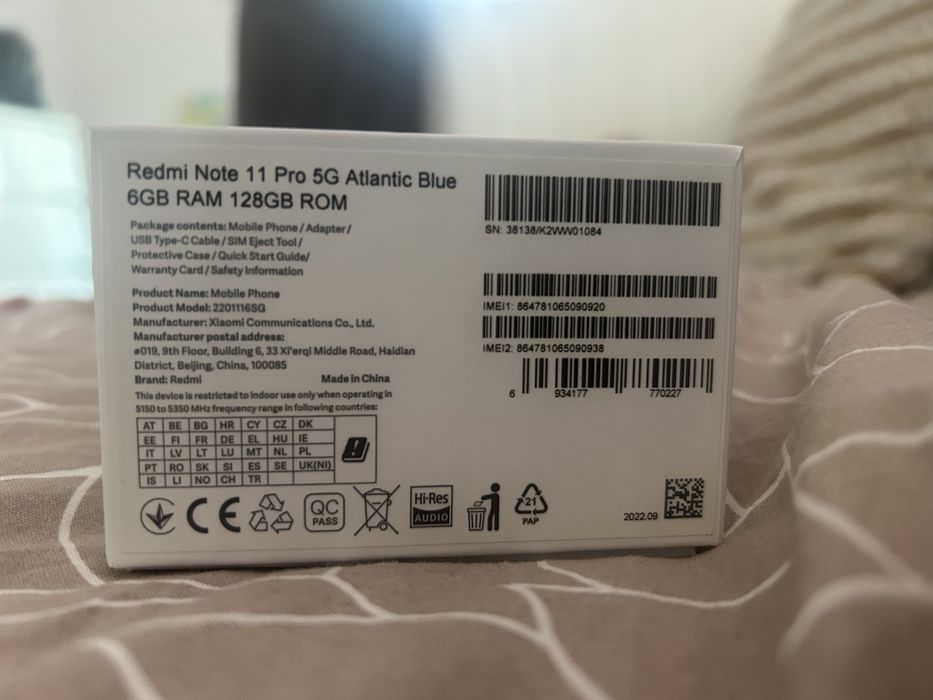 Redmi Note 11 Pro 5G Atlantic Blue
6GB RAM 128GB ROM
Package contents: Mobile Phone / Adapter /
USB Type-C Cable / SIM Eject Tool /
Protective Case / Quick Start Guide/
Warranty Card / Safety Information
Product Name: Mobile Phone
Product Model: 2201116SG
Manufacturer: Xiaomi Communications Co., Ltd.
Manufacturer postal address:
#019, 9th Floor, Building 6, 33 Xi'erqi Middle Road, Haidian
District, Beijing, China, 100085
Brand: Redmi Made in China
This device is restricted to indoor use only when operating in
5150 to 5350 MHz frequency range in following countries:
AT BE BG HR CY CZ DK
EE FI FR DE EL HU IE
IT LV LT LU MT NL PL
PT RO SK SI ES SE UK(NI)
IS LI NO CH TR
CE
QC
PASS
Hi-Res
AUDIO
21
PAP
SN: 38138/K2WW01084
IMEI1: 864781065090920
IMEI2: 864781065090938
6 934177 770227
2022.09